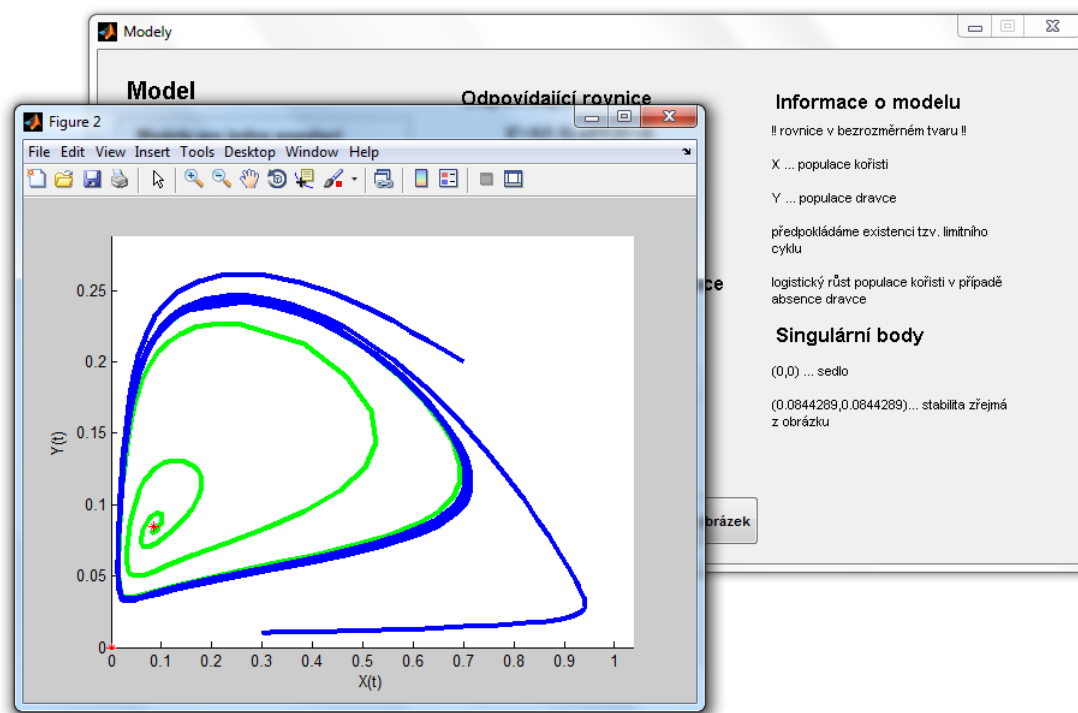 Modely
Model
Odpovídající rovnice
Informace o modelu
!! rovnice v bezrozměrném tvaru !!
X ... populace kořisti
Y ... populace dravce
předpokládáme existenci tzv. limitního
cyklu
logistický růst populace kořisti v případě
absence dravce
Singulární body
(0,0) ... sedlo
(0.0844289,0.0844289)... stabilita zřejmá
z obrázku
brázek
Figure 2
File Edit View Insert Tools Desktop Window Help
0.25
0.2
0.15
0.1
0.05
0
Y(t)
0 0.1 0.2 0.3 0.4 0.5 0.6 0.7 0.8 0.9 1
X(t)